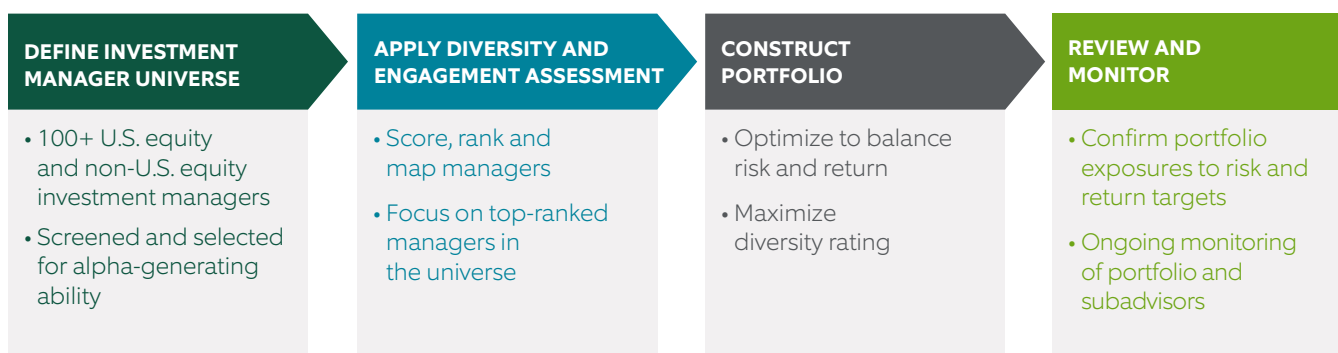 DEFINE INVESTMENT
MANAGER UNIVERSE
• 100+ U.S. equity
and non-U.S. equity
investment managers
• Screened and selected
for alpha-generating
ability
APPLY DIVERSITY AND
ENGAGEMENT ASSESSMENT
• Score, rank and
map managers
• Focus on top-ranked
managers in
the universe
CONSTRUCT
PORTFOLIO
• Optimize to balance
risk and return
• Maximize
diversity rating
REVIEW AND
MONITOR
• Confirm portfolio
exposures to risk and
return targets
• Ongoing monitoring
of portfolio and
subadvisors